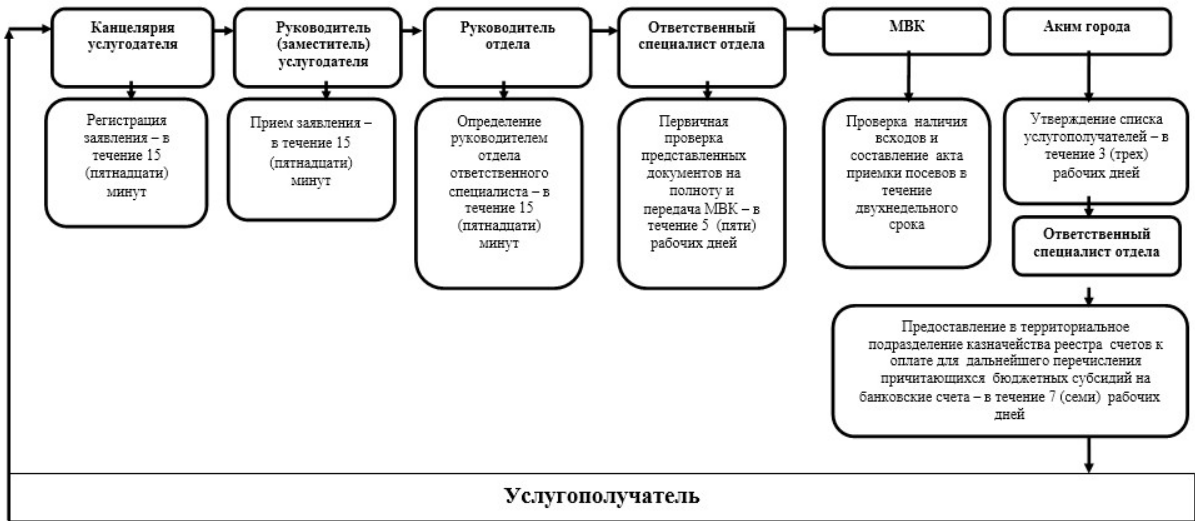 Канцелярия
услугодателя
Руководитель
(заместитель)
услугодателя
Руководитель
отдела
Ответственный
специалист отдела
МВК
Аким города
Регистрация
заявления – в
течение 15
(пятнадцати)
минут
Прием заявления –
в течение 15
(пятнадцати)
минут
Определение
руководителем
отдела
ответственного
специалиста – в
течение 15
(пятнадцати)
минут
Первичная
проверка
представленных
документов на
полноту и
передача МВК – в
течение 5 (пяти)
рабочих дней
Проверка наличия
всходов и
составление акта
приемки посевов в
течение
двухнедельного
срока
Утверждение списка
услугополучателей – в
течение 3 (трех)
рабочих дней
Ответственный
специалист отдела
Предоставление в территориальное
подразделение казначейства реестра счетов к
оплате для дальнейшего перечисления
причитающихся бюджетных субсидий на
банковские счета – в течение 7 (семи) рабочих
дней
Услугополучатель